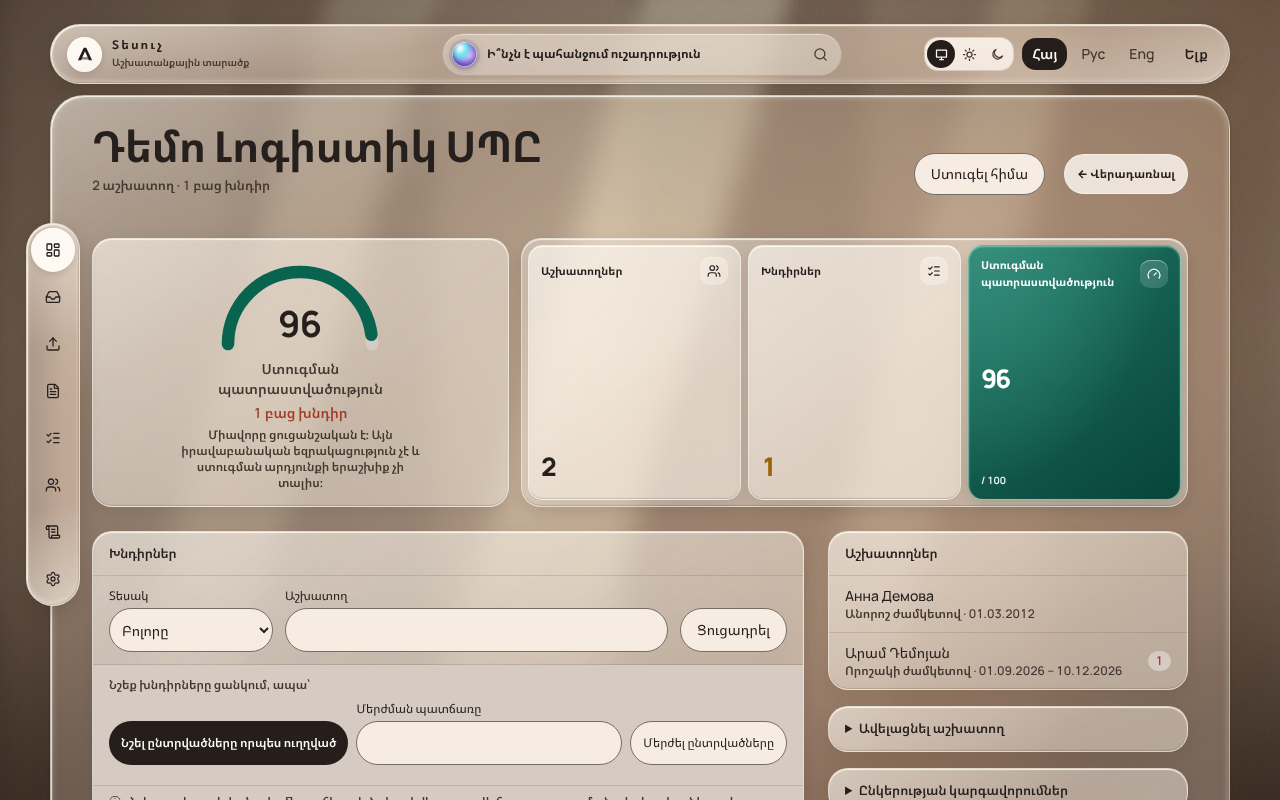 Տեսուչ
Աշխատանքային տարածք
Ի՞նչն է պահանջում ուշադրություն
Հայ
Рус
Eng
Ելք
Դեմո Լոգիստիկ ՍՊԸ
2 աշխատող · 1 բաց խնդիր
Ստուգել հիմա
← Վերադառնալ
96
Ստուգման
պատրաստվածություն
1 բաց խնդիր
Միավորը ցուցանշական է: Այն
իրավաբանական եզրակացություն չէ և
ստուգման արդյունքի երաշխիք չի
տալիս:
Աշխատողներ
2
Խնդիրներ
1
Ստուգման
պատրաստվածություն
96
/ 100
Խնդիրներ
Տեսակ
Աշխատող
Բոլորը
Ցուցադրել
Նշեք խնդիրները ցանկում, ապա՝
Մերժման պատճառը
Նշել ընտրվածները որպես ուղղված
Մերժել ընտրվածները
Աշխատողներ
Анна Демова
Անորոշ ժամկետով · 01.03.2012
Արամ Դեմոյան
Որոշակի ժամկետով · 01.09.2026 – 10.12.2026
1
Ավելացնել աշխատող
Ընկերության կարգավորումներ